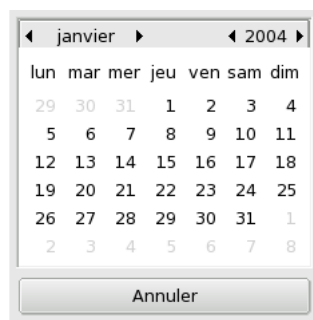 janvier 2004
lun mar mer jeu ven sam dim
29 30 31 1 2 3 4
5 6 7 8 9 10 11
12 13 14 15 16 17 18
19 20 21 22 23 24 25
26 27 28 29 30 31 1
2 3 4 5 6 7 8
Annuler